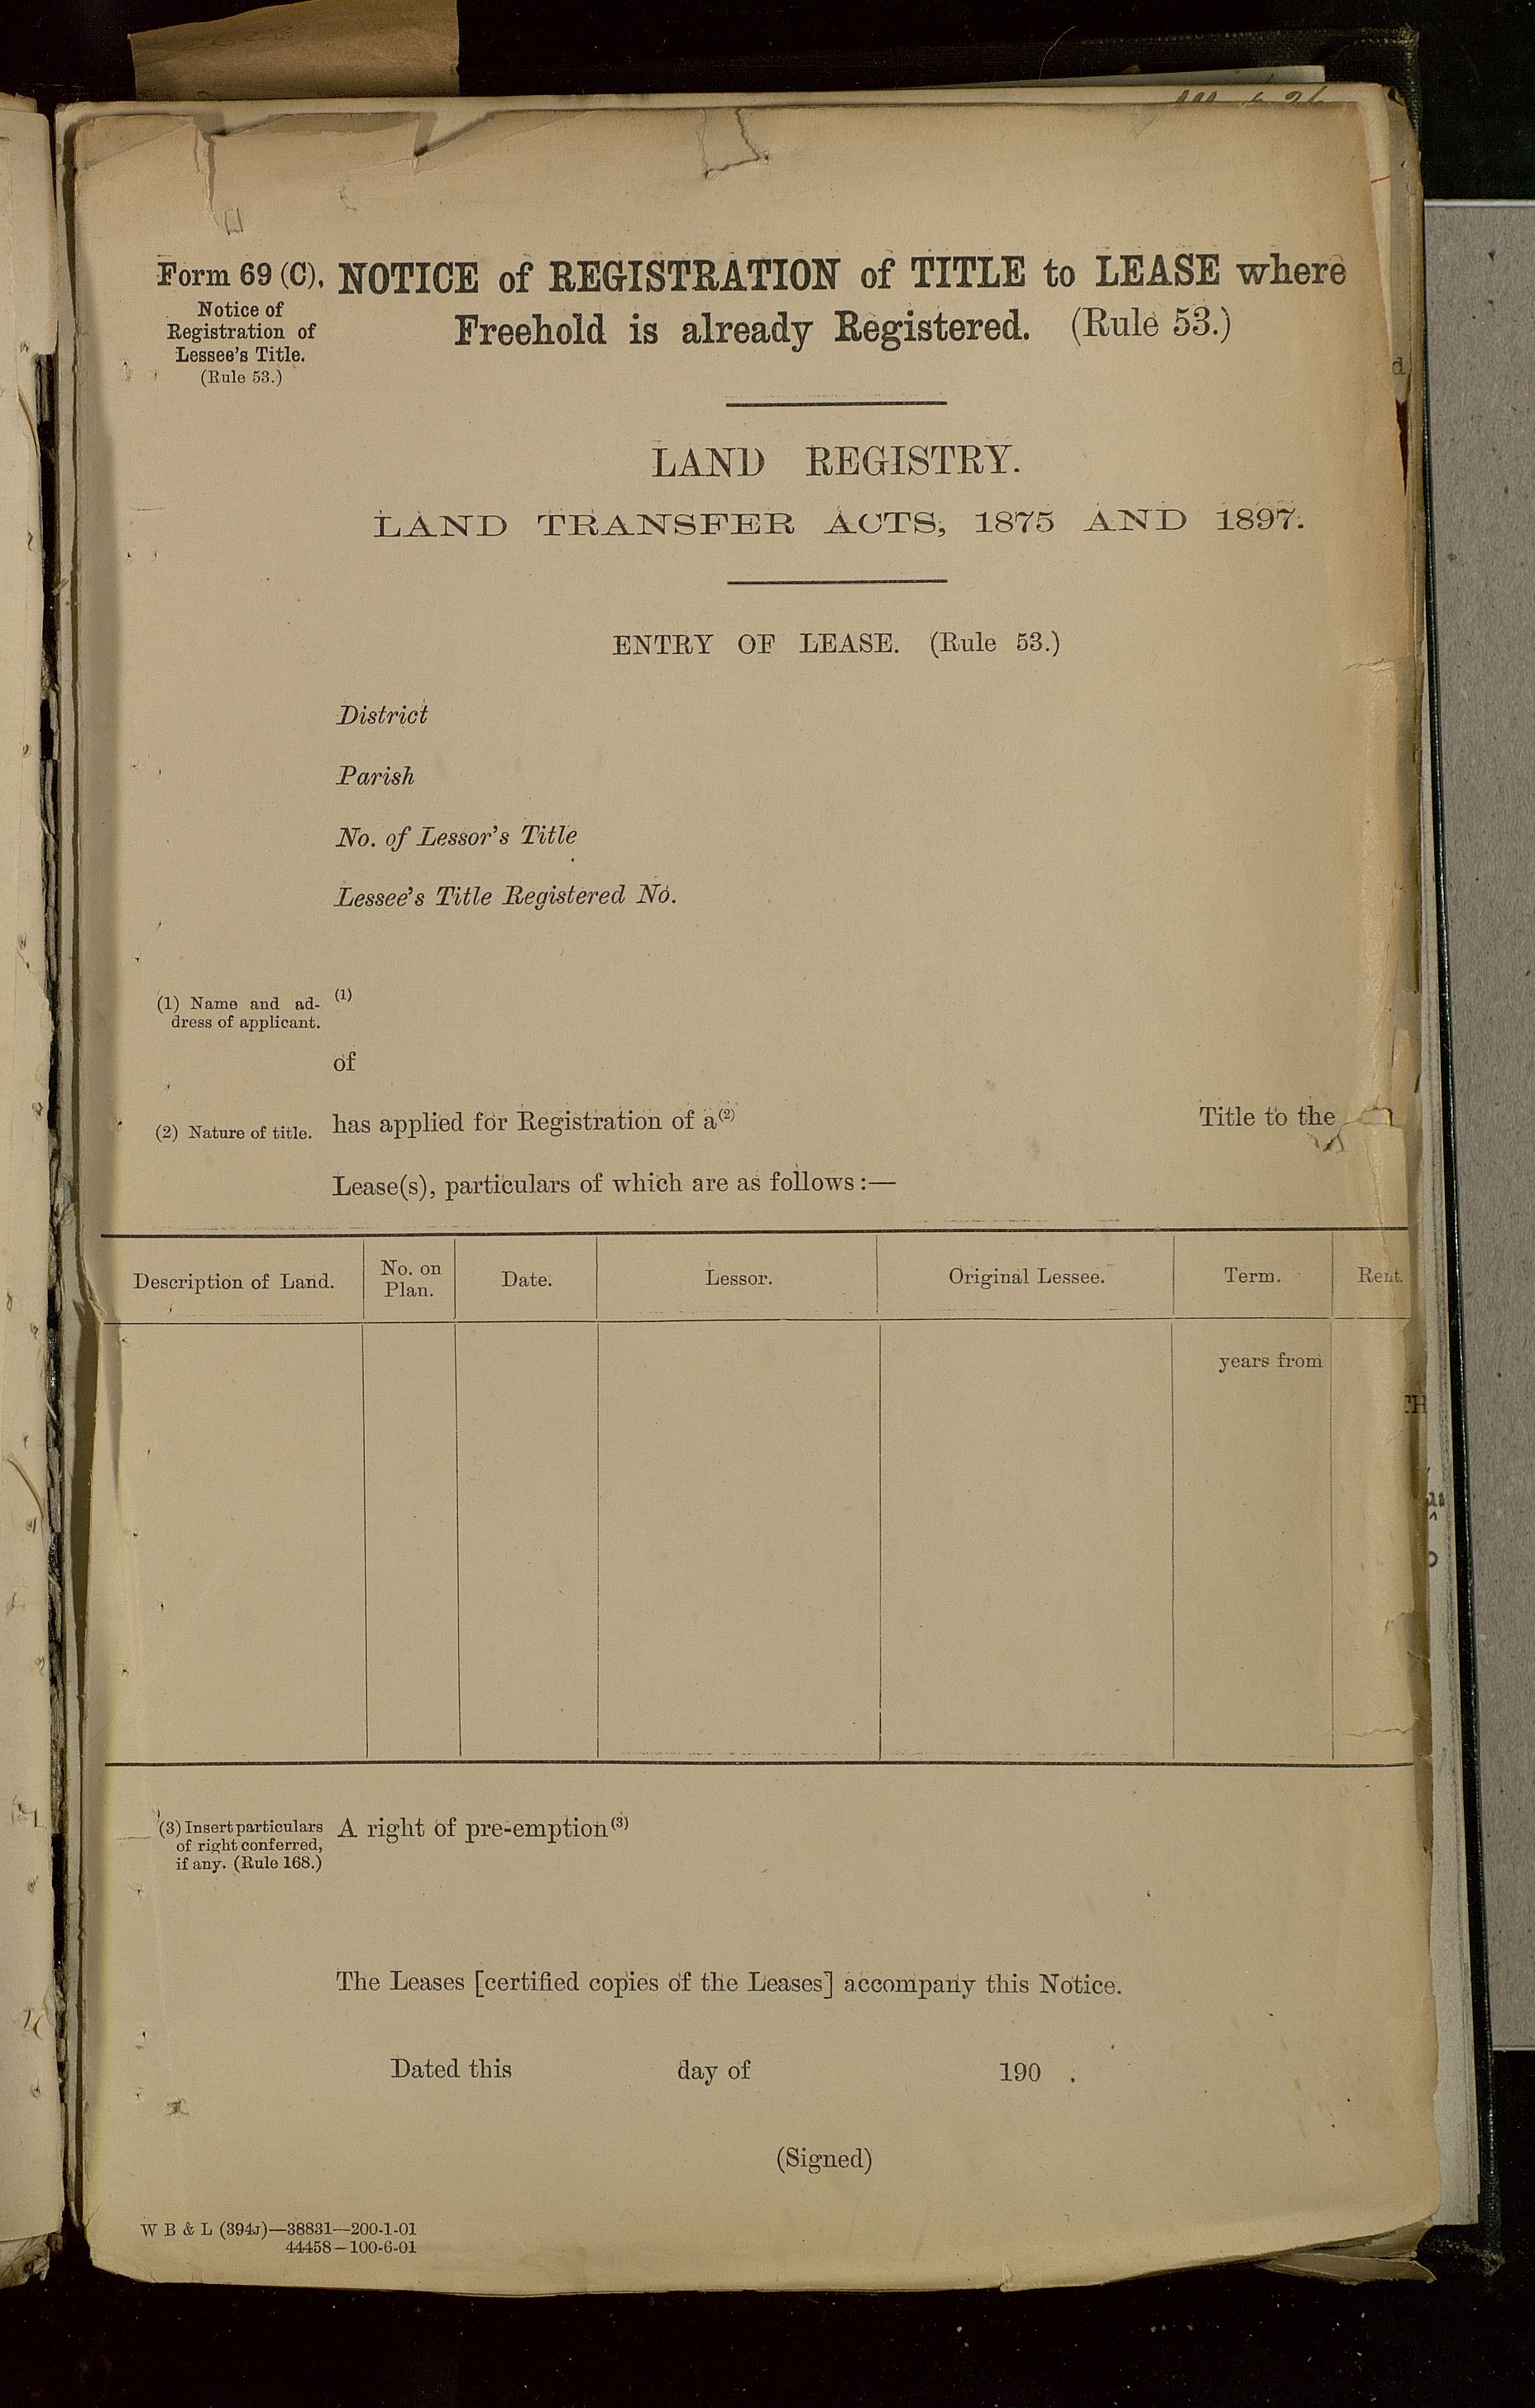 Form 69 (C).
Notice of
Registration of
Lessee's Title.
(Rule 53.)
NOTICE of REGISTRATION of TITLE to LEASE where
Freehold is already Registered. (Rule 53.)
LAND REGISTRY.
LAND TRANSFER ACTS, 1875 AND 1897.
ENTRY OF LEASE. (Rule 53.)
District
Parish
No. of Lessor's Title
Lessee's Title Registered No.
(1) Name and ad-
dress of applicant.
(1)
of
(2) Nature of title.
has applied for Registration of a(2) Title to the
Lease(s), particulars of which are as follows :—
Description of Land.
No. on
Plan.
Date.
Lessor.
Original Lessee.
Term.
Rent.
years from
(3) Insert particulars
of right conferred,
if any. (Rule 168.)
A right of pre-emption(3)
The Leases [certified copies of the Leases] accompany this Notice.
Dated this day of 190 .
(Signed)
W B & L (394J)—38831—200-1-01
44458—100-6-01